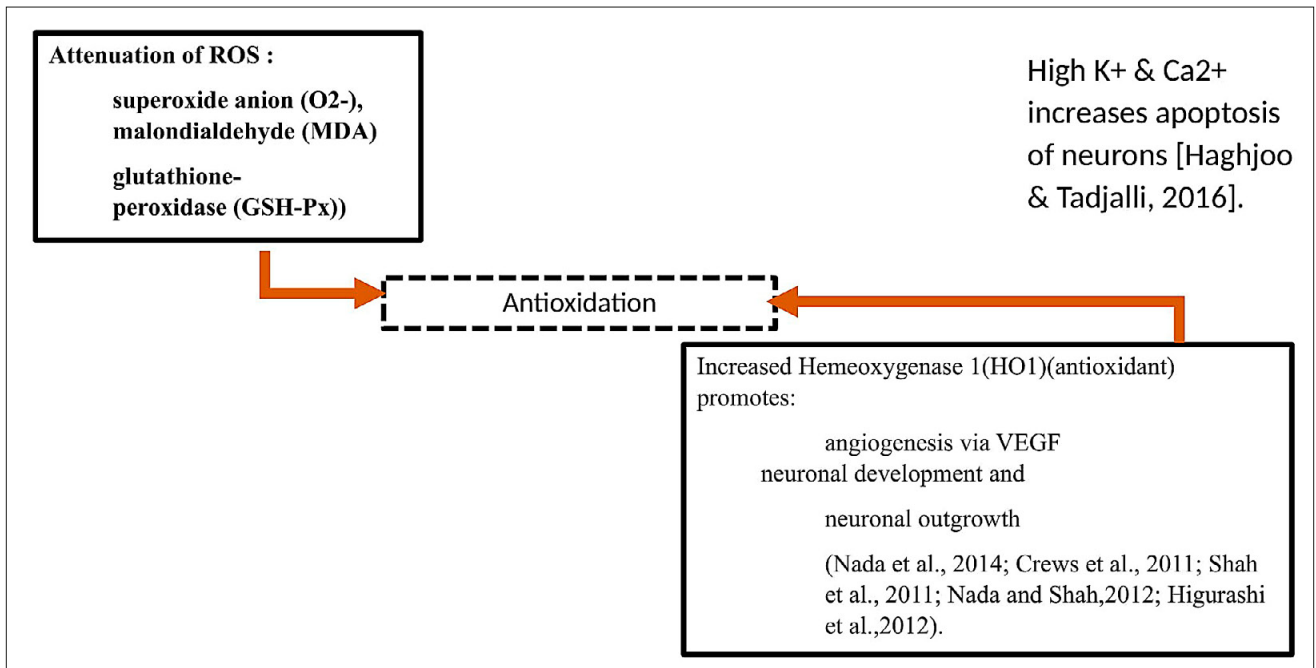 Attenuation of ROS :
superoxide anion (O2-),
malondialdehyde (MDA)
glutathione-
peroxidase (GSH-Px))
High K+ & Ca2+
increases apoptosis
of neurons [Haghjoo
& Tadjalli, 2016].
Antioxidation
Increased Hemeoxygenase 1(HO1)(antioxidant)
promotes:
angiogenesis via VEGF
neuronal development and
neuronal outgrowth
(Nada et al., 2014; Crews et al., 2011; Shah
et al., 2011; Nada and Shah,2012; Higurashi
et al.,2012).